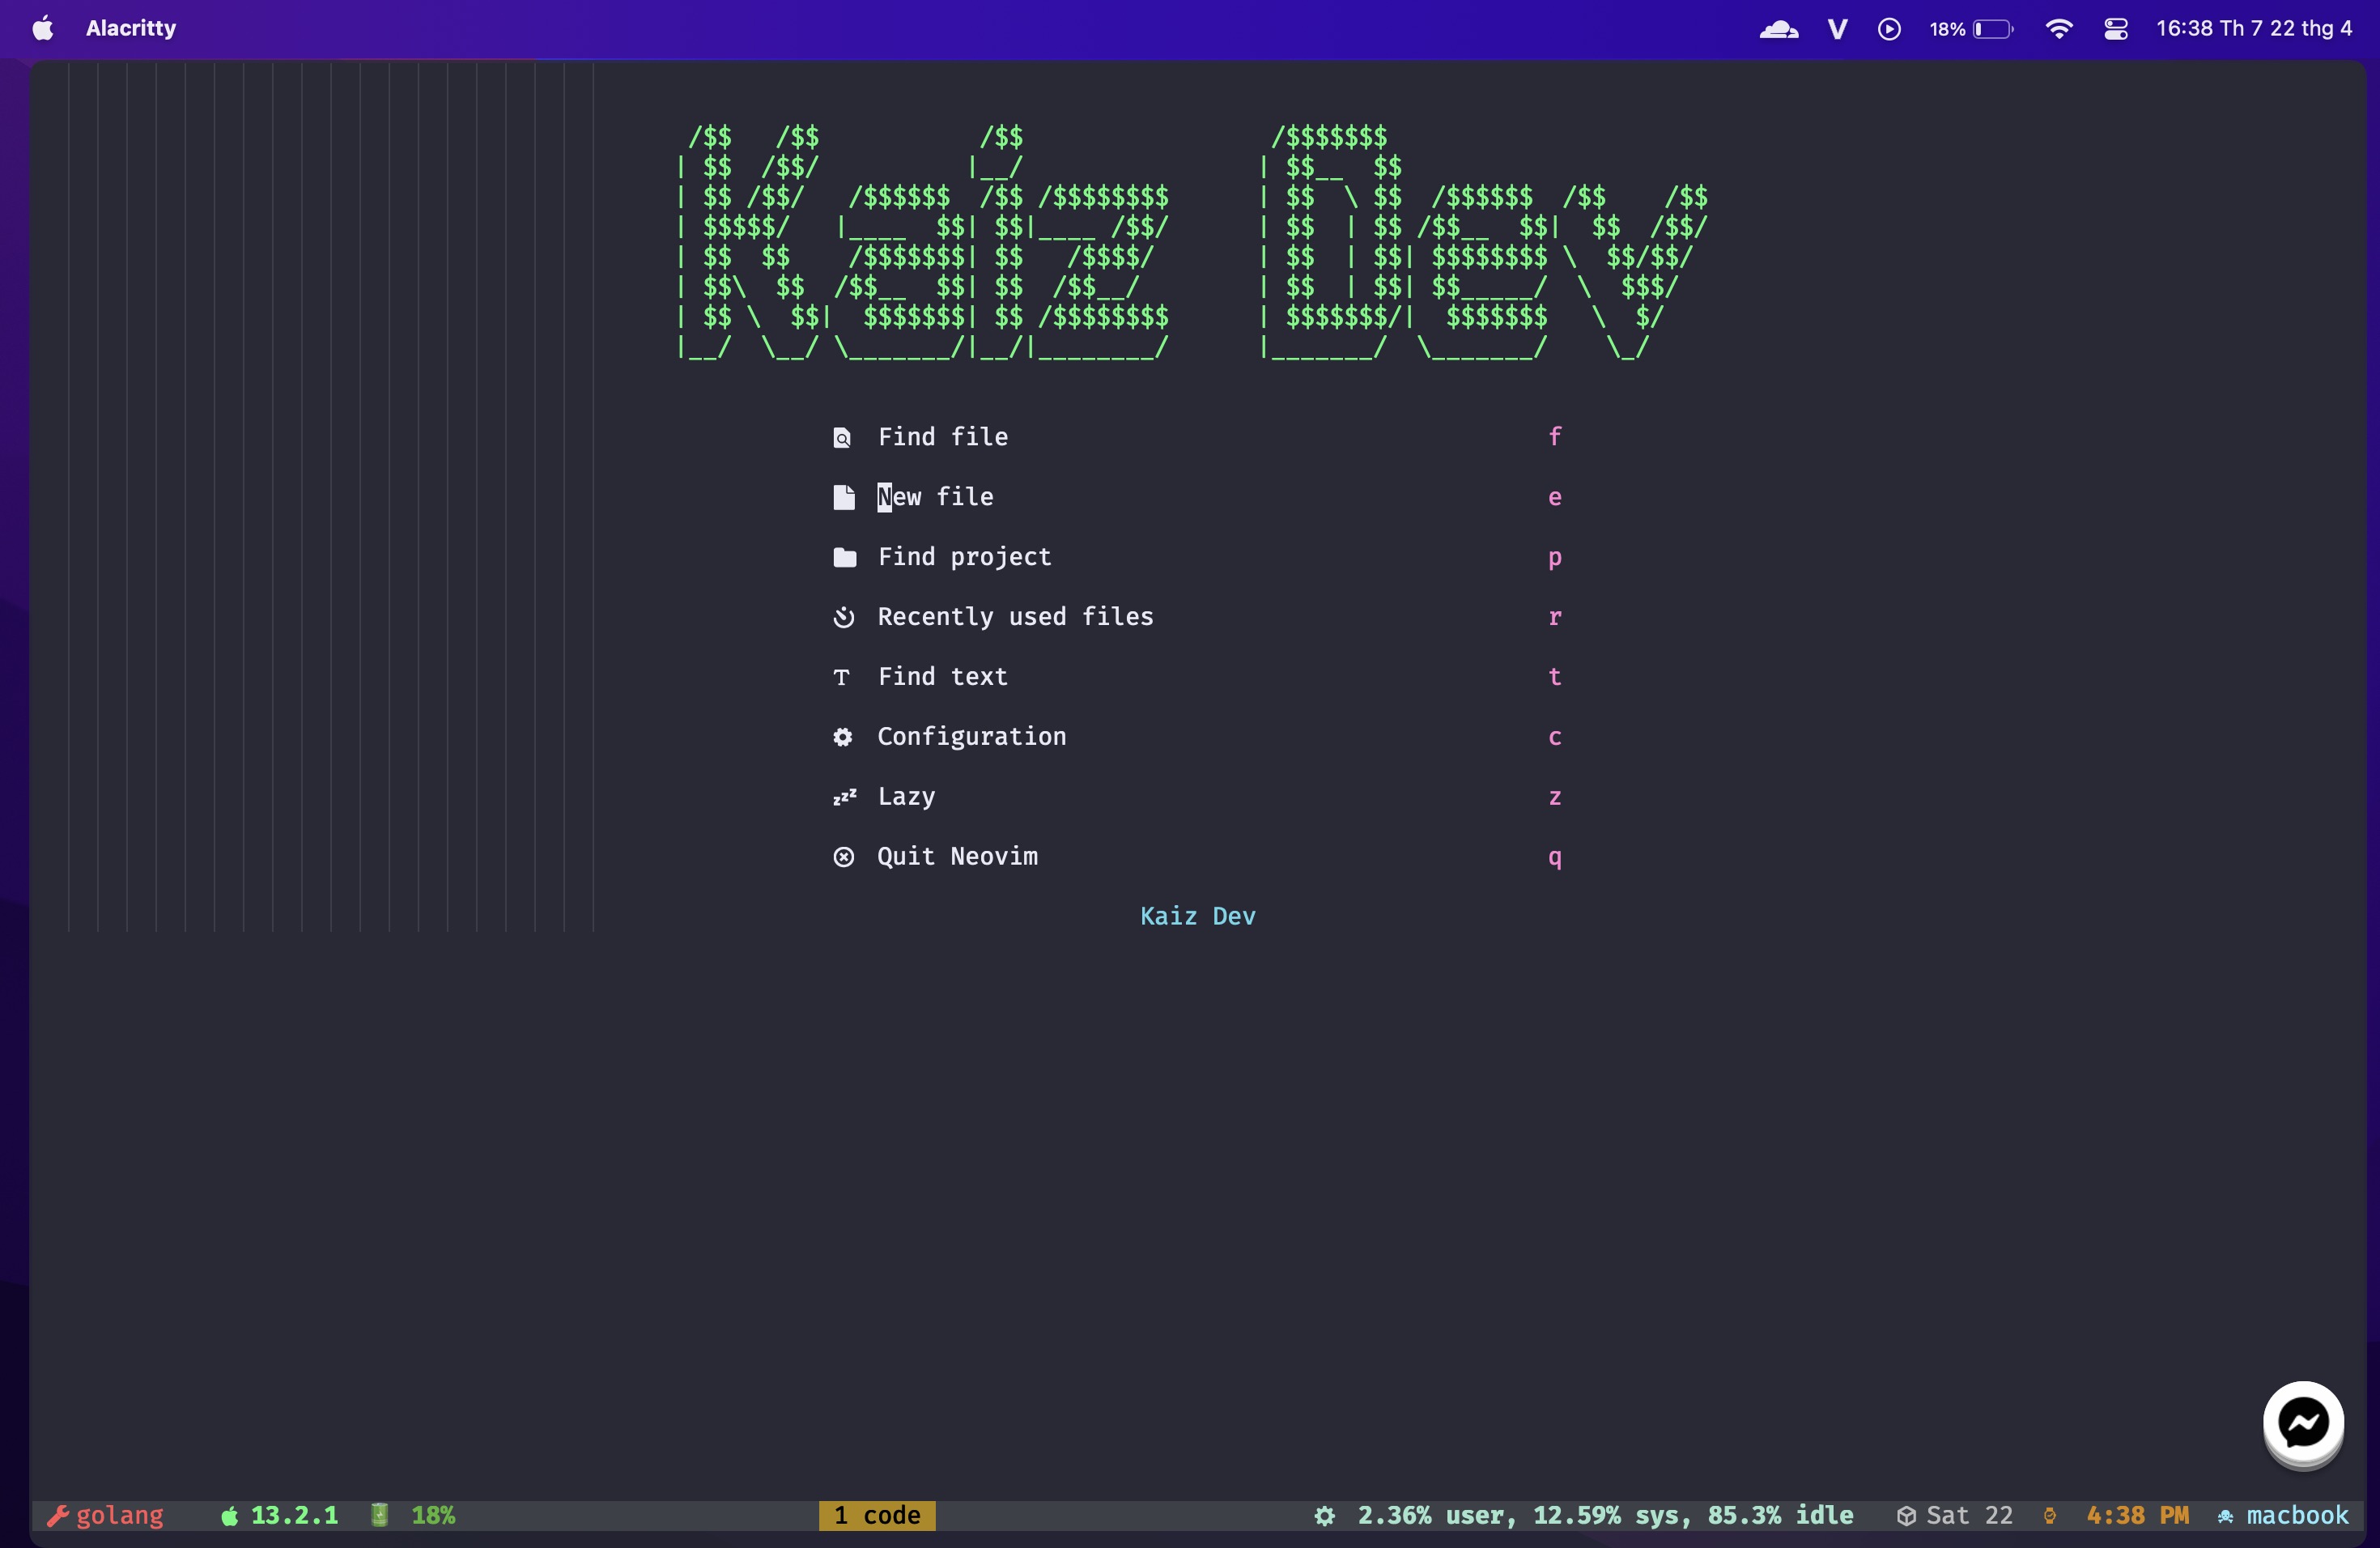 Alacritty 18% 16:38 Th 7 22 thg 4
 /$$   /$$           /$$                 /$$$$$$$
| $$  /$$/          |__/                | $$__  $$
| $$ /$$/   /$$$$$$  /$$ /$$$$$$$$      | $$  \ $$  /$$$$$$  /$$    /$$
| $$$$$/   |____  $$| $$|____ /$$/      | $$  | $$ /$$__  $$|  $$  /$$/
| $$  $$    /$$$$$$$| $$   /$$$$/       | $$  | $$| $$$$$$$$ \  $$/$$/
| $$\  $$  /$$__  $$| $$  /$$__/        | $$  | $$| $$_____/  \  $$$/
| $$ \  $$|  $$$$$$$| $$ /$$$$$$$$      | $$$$$$$/|  $$$$$$$   \  $/
|__/  \__/ \_______/|__/|________/      |_______/  \_______/    \_/
Find file f
New file e
Find project p
Recently used files r
Find text t
Configuration c
Lazy z
Quit Neovim q
Kaiz Dev
golang 13.2.1 18% 1 code 2.36% user, 12.59% sys, 85.3% idle Sat 22 4:38 PM macbook